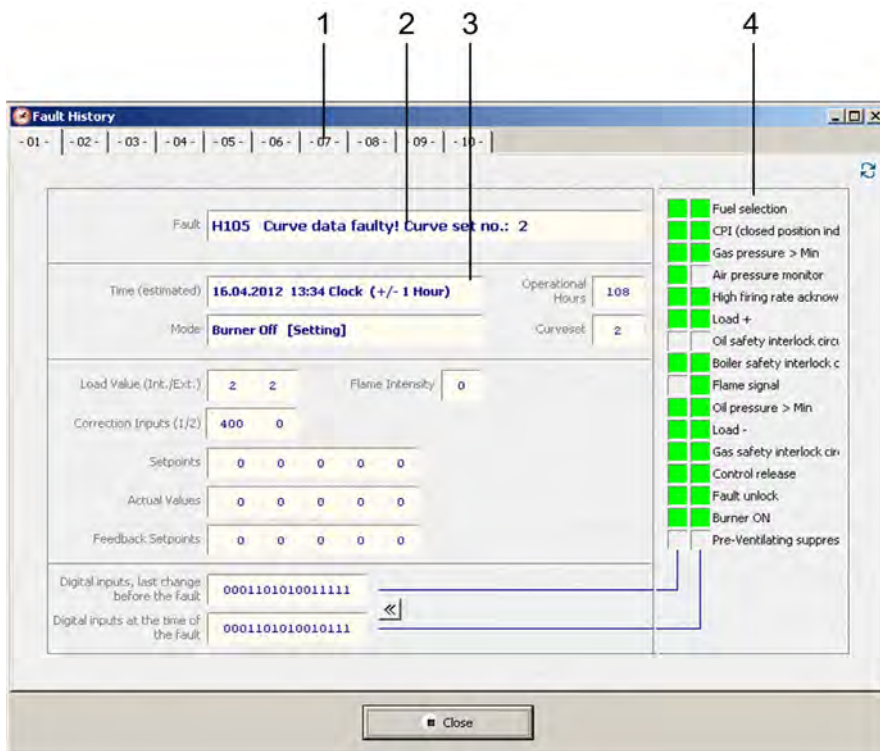 1 2 3 4
Fault History
- 01 - - 02 - - 03 - - 04 - - 05 - - 06 - - 07 - - 08 - - 09 - - 10 -
Fault H105 Curve data faulty! Curve set no.: 2
Time (estimated) 16.04.2012 13:34 Clock (+/- 1 Hour) Operational Hours 108
Mode Burner Off [Setting] Curveset 2
Load Value (Int./Ext.) 2 2 Flame Intensity 0
Correction Inputs (1/2) 400 0
Setpoints 0 0 0 0 0
Actual Values 0 0 0 0 0
Feedback Setpoints 0 0 0 0 0
Digital inputs, last change
before the fault 0001101010011111
Digital inputs at the time of
the fault 0001101010010111
«
Fuel selection
CPI (closed position ind
Gas pressure > Min
Air pressure monitor
High firing rate acknow
Load +
Oil safety interlock circu
Boiler safety interlock c
Flame signal
Oil pressure > Min
Load -
Gas safety interlock circ
Control release
Fault unlock
Burner ON
Pre-Ventilating suppres
Close